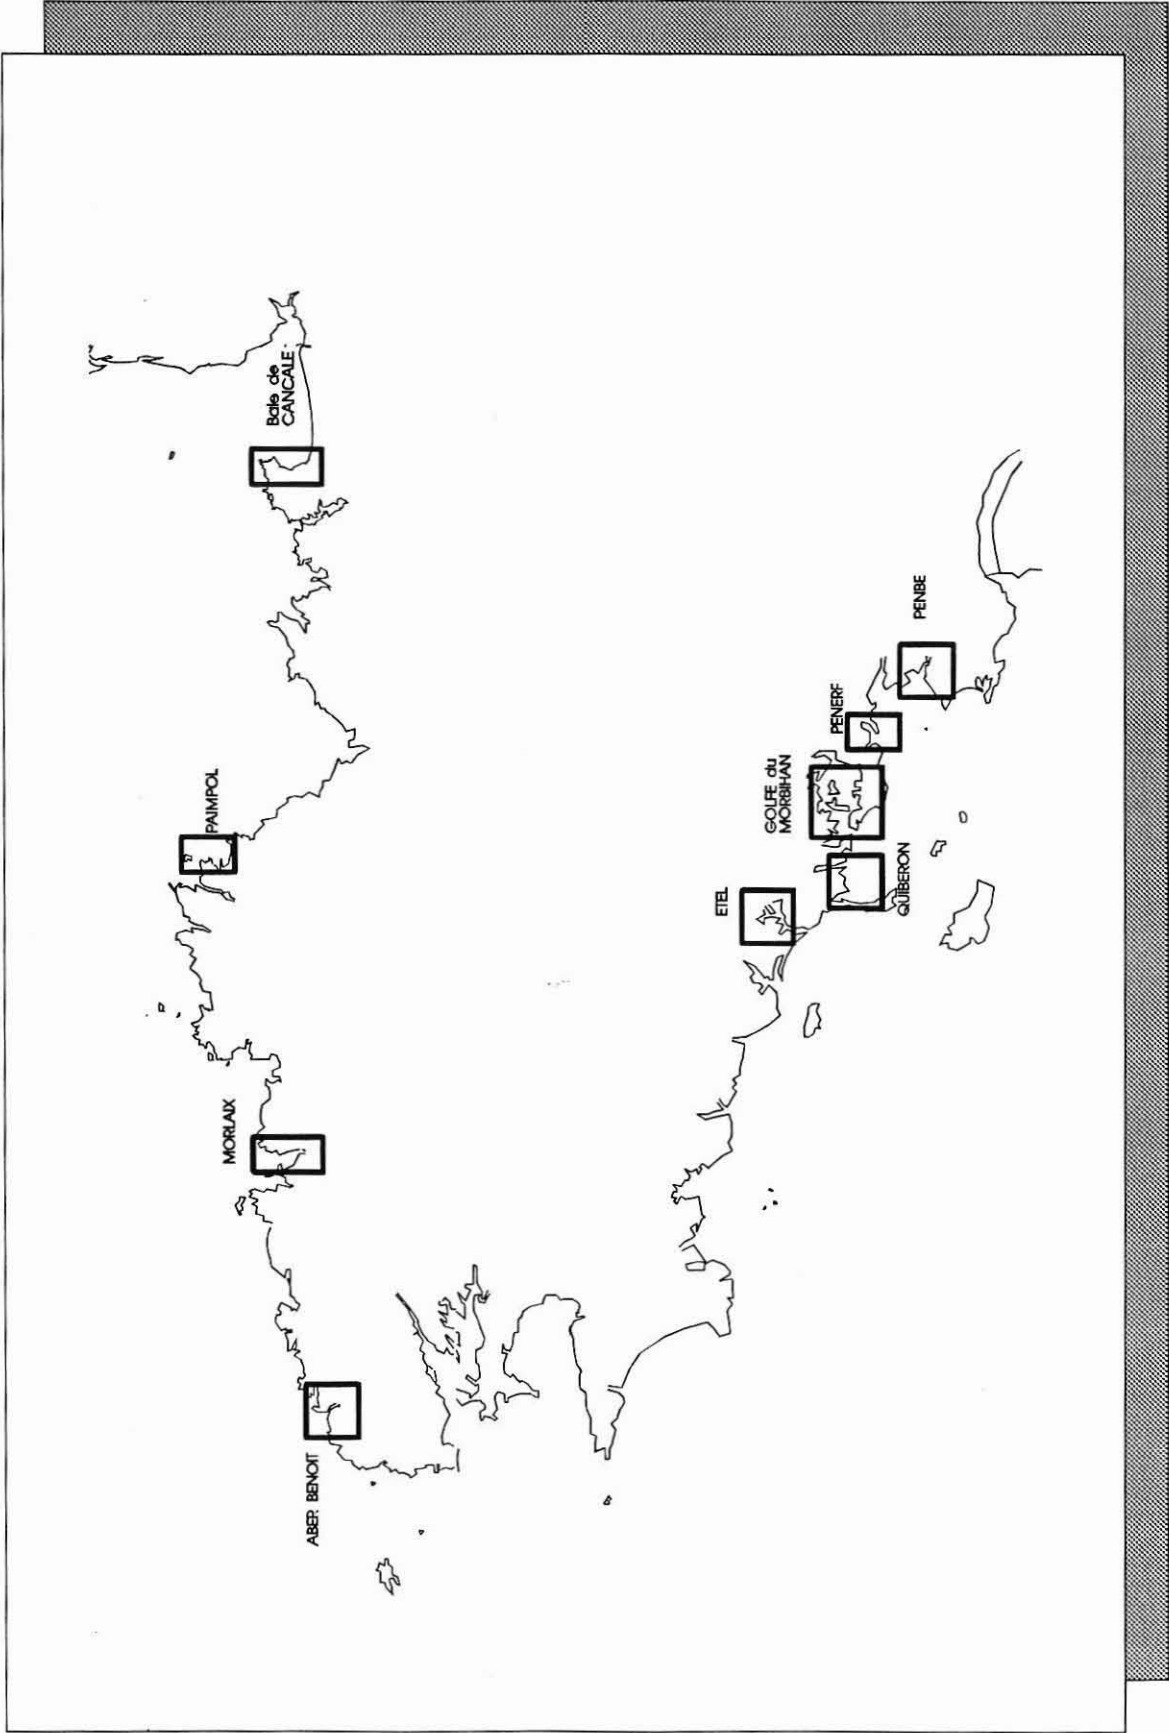 Baie de
CANCALE
PAIMPOL
MORLAIX
ABER BENOIT
ETEL
QUIBERON
GOLFE du
MORBIHAN
PENERF
PENBE